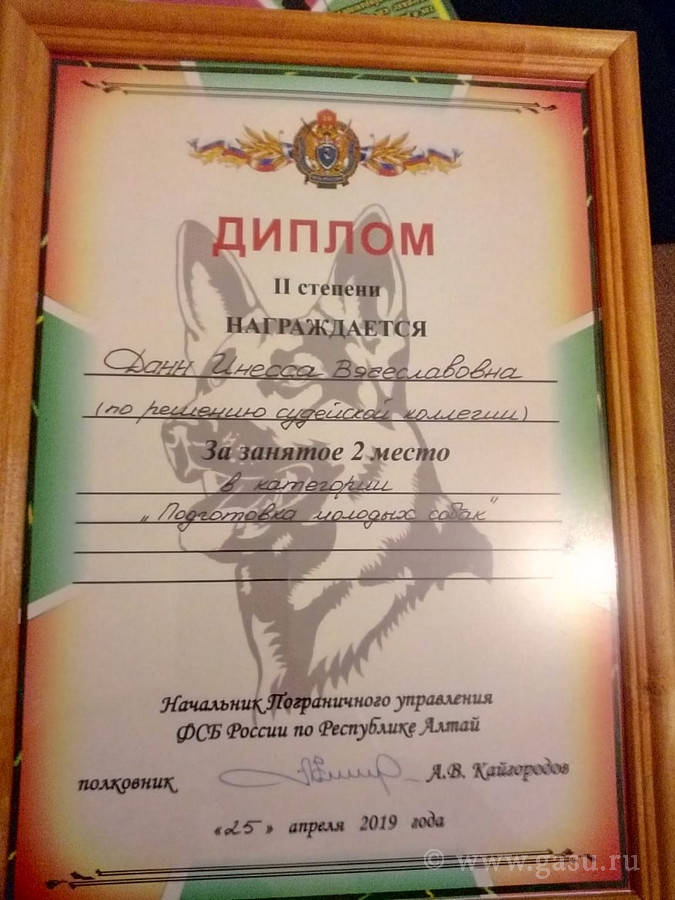 ДИПЛОМ
II степени
НАГРАЖДАЕТСЯ
Данн Инесса Вячеславовна
(по решению судейской коллегии)
За занятое 2 место
в категории
„Подготовка молодых собак"
Начальник Пограничного управления
ФСБ России по Республике Алтай
полковник А.В. Кайгородов
«25» апреля 2019 года
© www.gasu.ru